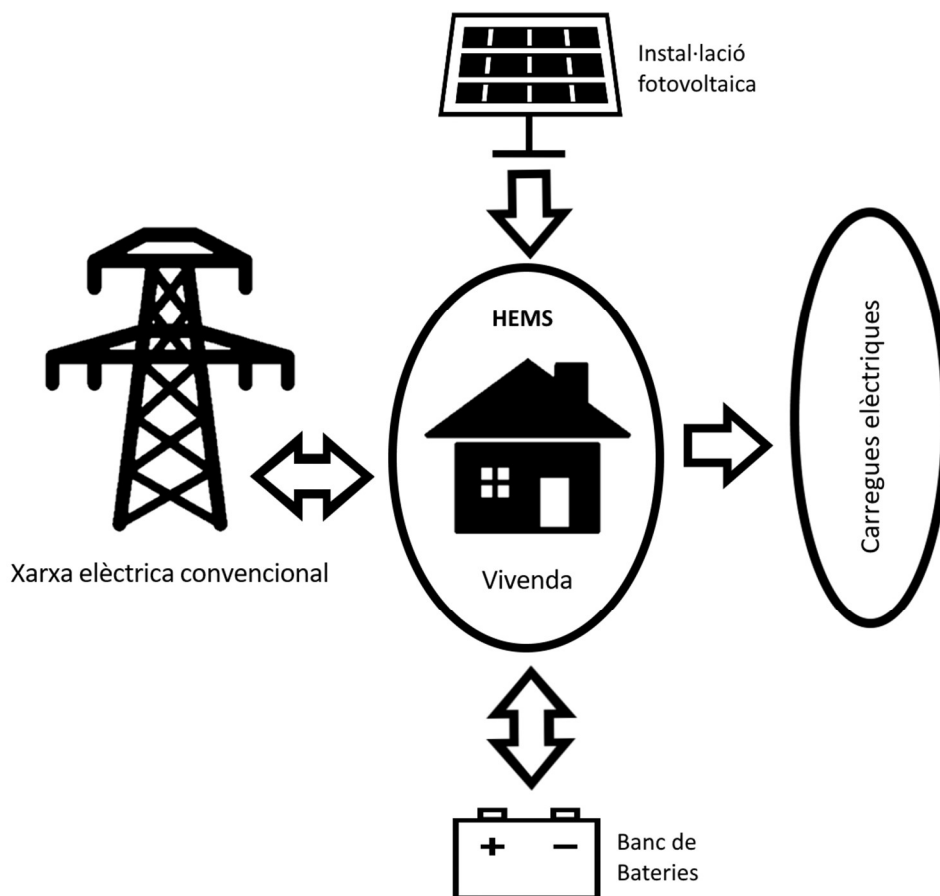 Instal·lació
fotovoltaica
HEMS
Carregues elèctriques
Xarxa elèctrica convencional
Vivenda
+ −
Banc de
Bateries